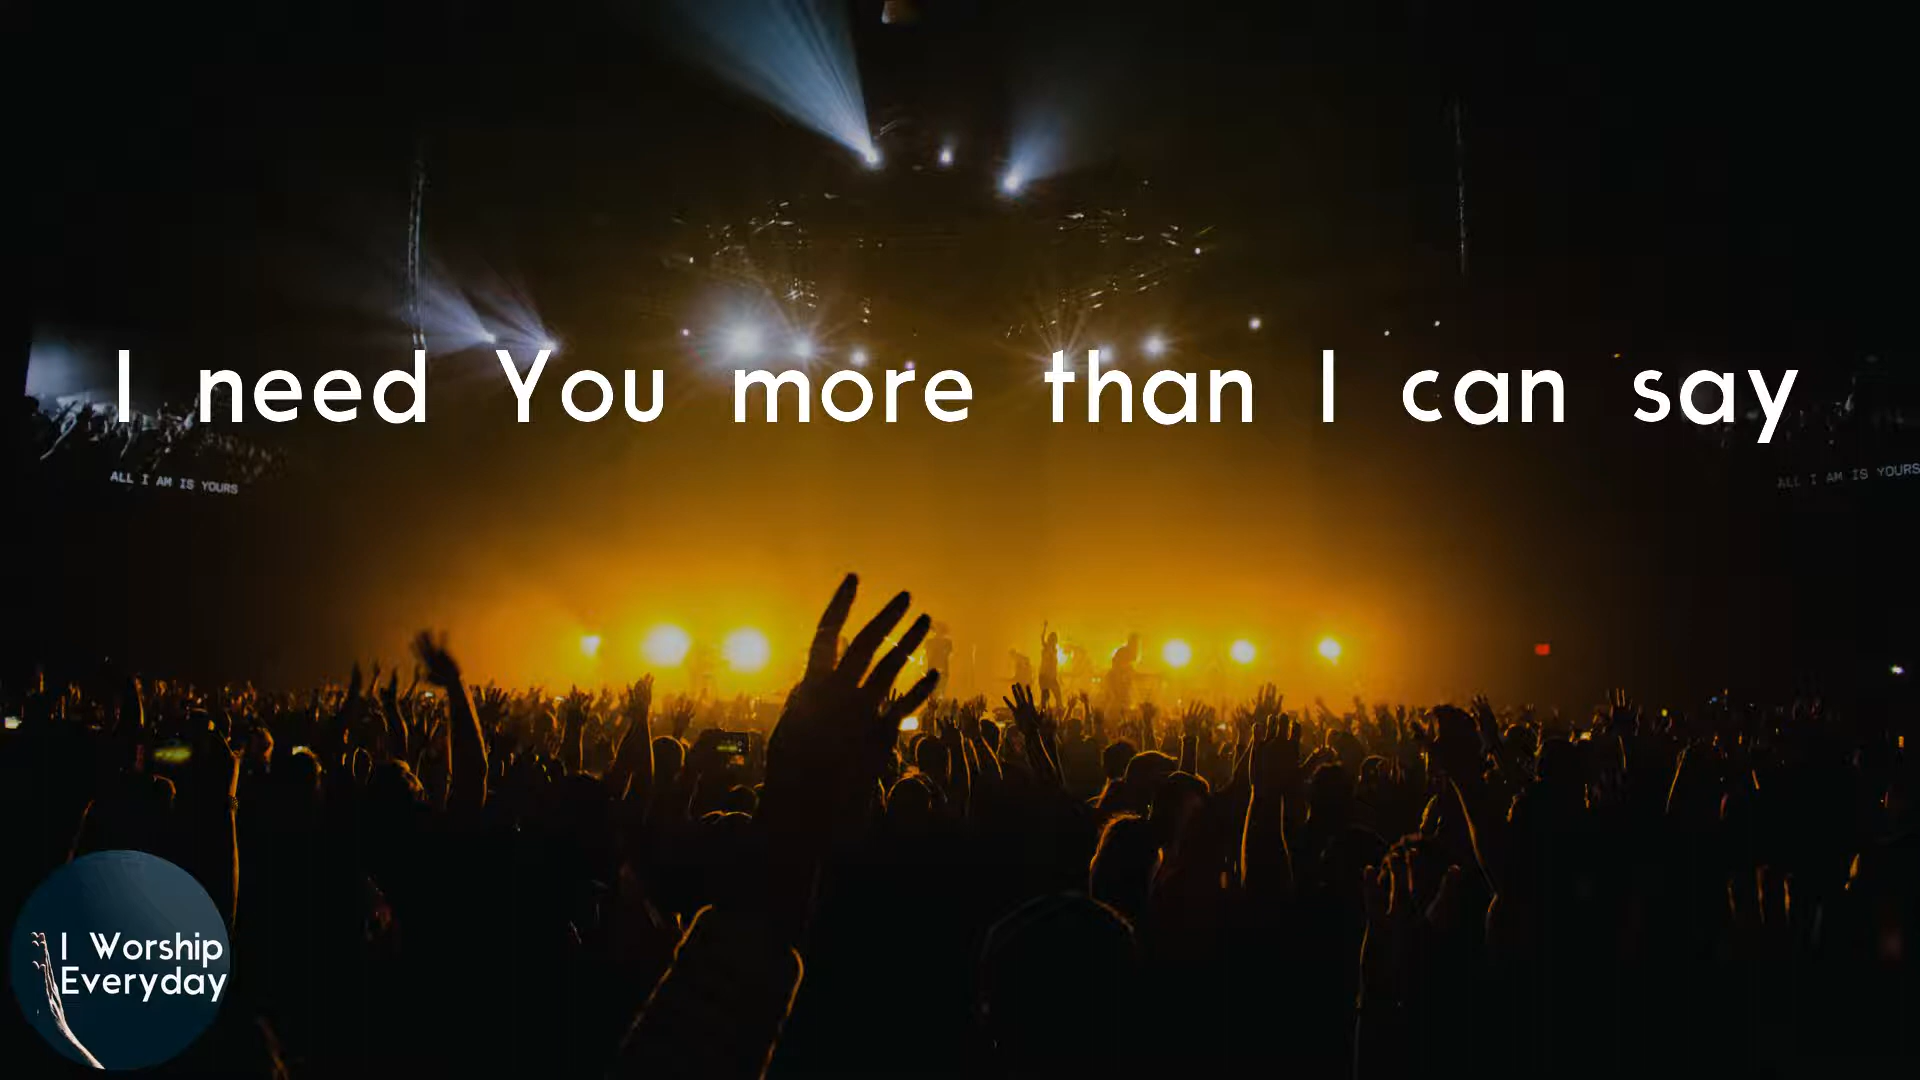 I need You more than I can say
ALL I AM IS YOURS
ALL I AM IS YOURS
I Worship
Everyday